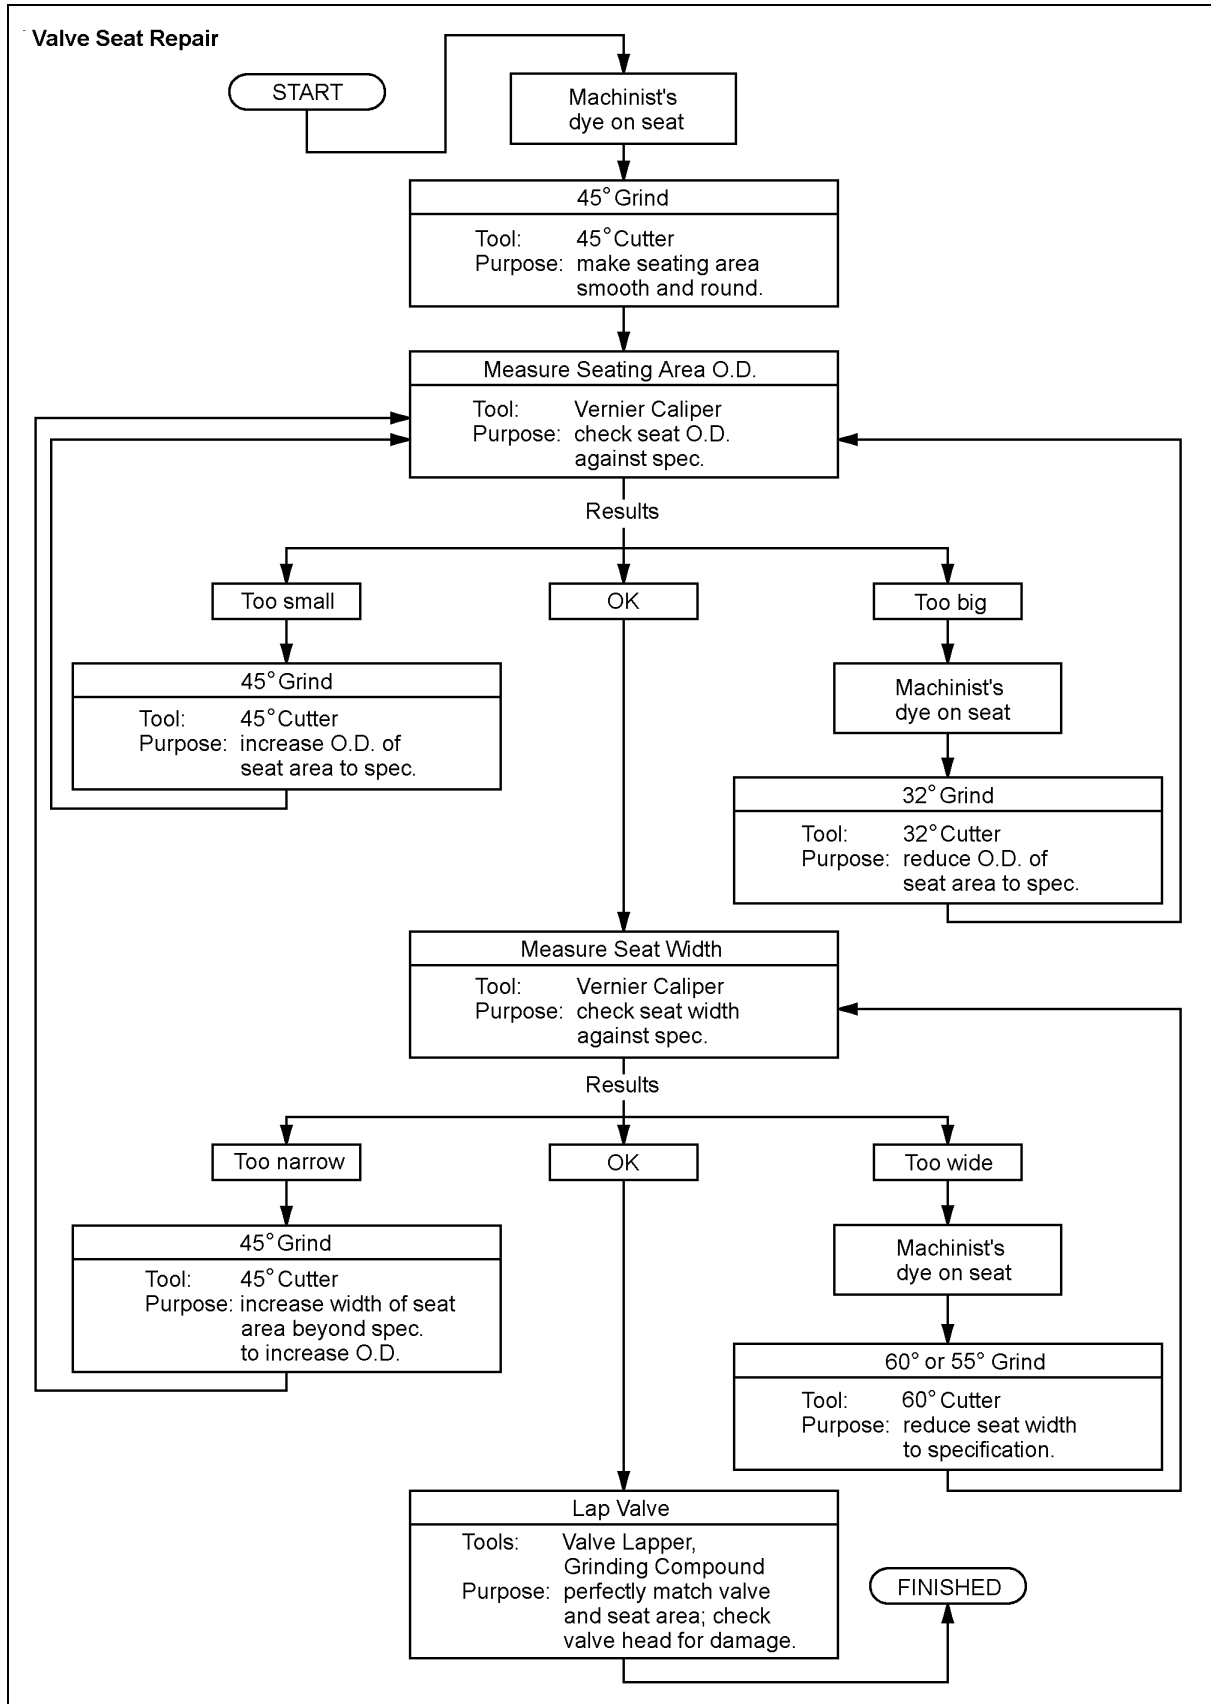 Valve Seat Repair
START
Machinist's
dye on seat
45° Grind
Tool: 45° Cutter
Purpose: make seating area
smooth and round.
Measure Seating Area O.D.
Tool: Vernier Caliper
Purpose: check seat O.D.
against spec.
Results
Too small
OK
Too big
45° Grind
Tool: 45° Cutter
Purpose: increase O.D. of
seat area to spec.
Machinist's
dye on seat
32° Grind
Tool: 32° Cutter
Purpose: reduce O.D. of
seat area to spec.
Measure Seat Width
Tool: Vernier Caliper
Purpose: check seat width
against spec.
Results
Too narrow
OK
Too wide
45° Grind
Tool: 45° Cutter
Purpose: increase width of seat
area beyond spec.
to increase O.D.
Machinist's
dye on seat
60° or 55° Grind
Tool: 60° Cutter
Purpose: reduce seat width
to specification.
Lap Valve
Tools: Valve Lapper,
Grinding Compound
Purpose: perfectly match valve
and seat area; check
valve head for damage.
FINISHED